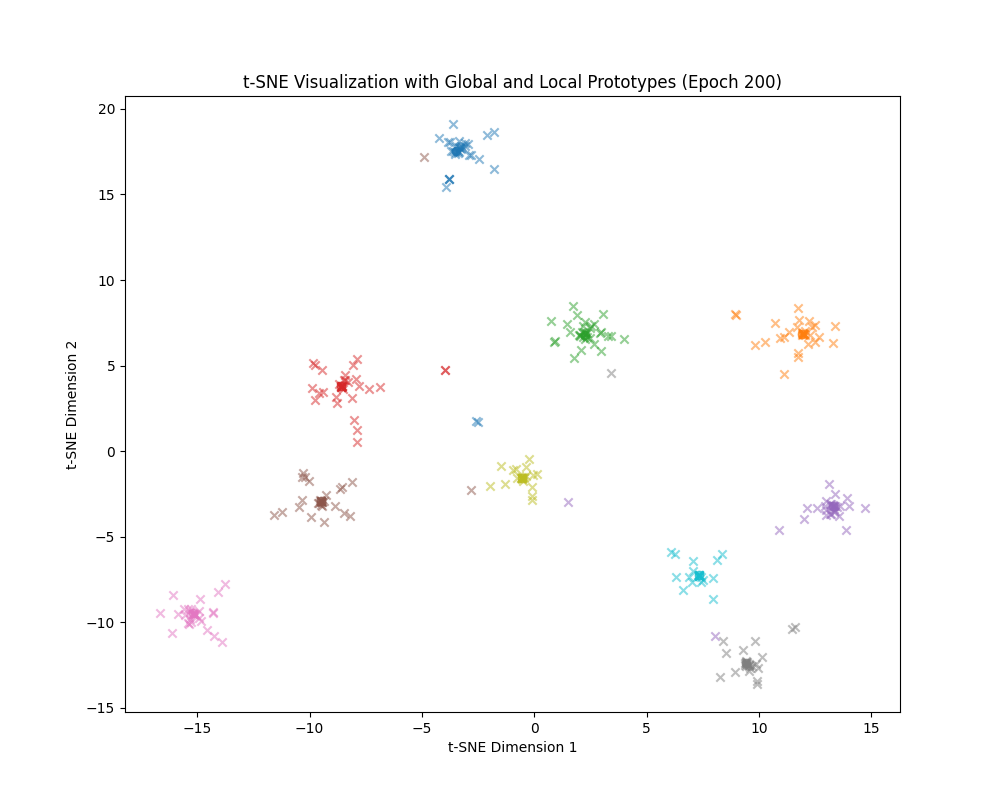 t-SNE Visualization with Global and Local Prototypes (Epoch 200)
20
15
10
5
0
−5
−10
−15
t-SNE Dimension 2
−15 −10 −5 0 5 10 15
t-SNE Dimension 1